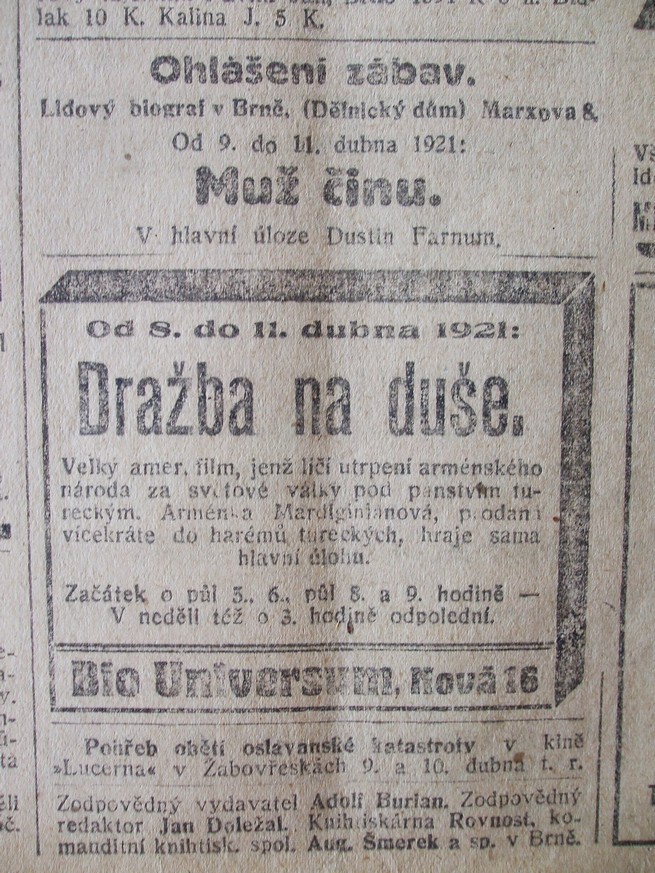 lak 10 K. Kalina J. 5 K.
Ohlášení zábav.
Lidový biograf v Brně, (Dělnický dům) Marxova 8.
Od 9. do 11. dubna 1921:
Muž činu.
V hlavní úloze Dustin Farnum.
Od 8. do 11. dubna 1921:
Dražba na duše.
Velký amer. film, jenž líčí utrpení arménského
národa za světové války pod panstvím tu-
reckým. Arménka Mardiginianová, prodaná
vícekráte do harémů tureckých, hraje sama
hlavní úlohu.
Začátek o půl 5., 6., půl 8. a 9. hodině —
V neděli též o 3. hodině odpolední.
Bio Universum, Nová 16
Pohřeb obětí oslavanské katastrofy v kině
»Lucerna« v Žabovřeskách 9. a 10. dubna t. r.
Zodpovědný vydavatel Adolf Burian. Zodpovědný
redaktor Jan Doležal. Knihtiskárna Rovnost, ko-
manditní knihtisk. spol. Aug. Šmerek a sp. v Brně.